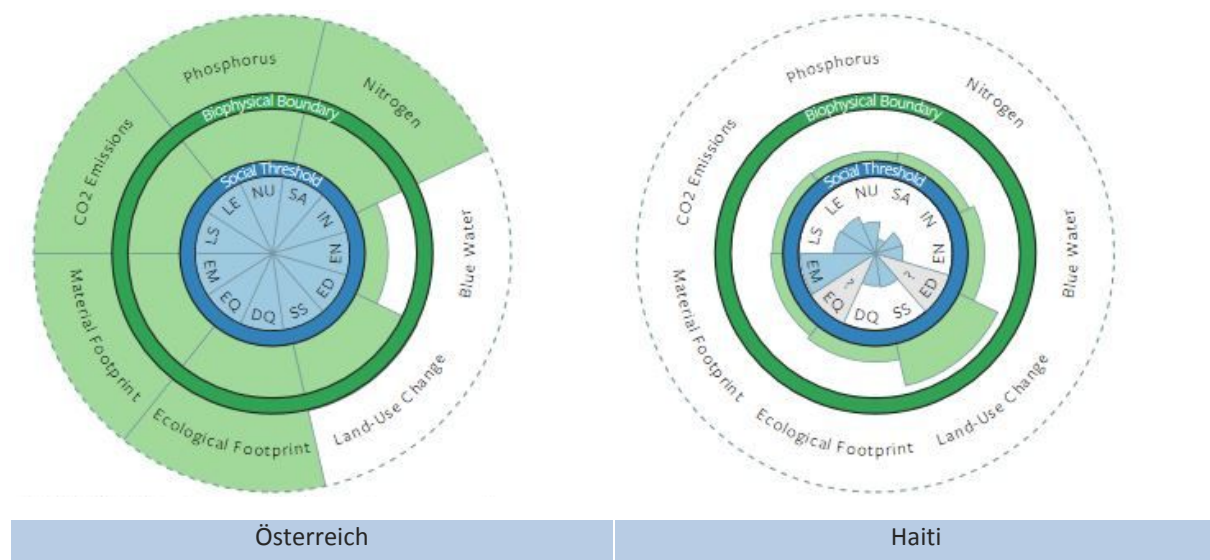 Phosphorus
Nitrogen
CO2 Emissions
Biophysical Boundary
Social Threshold
LS
LE
NU
SA
IN
EN
ED
SS
DQ
EQ
EM
Blue Water
Material Footprint
Ecological Footprint
Land-Use Change
Österreich
Phosphorus
Nitrogen
CO2 Emissions
Biophysical Boundary
Social Threshold
LS
LE
NU
SA
IN
EN
?
ED
SS
DQ
?
EQ
EM
Blue Water
Material Footprint
Ecological Footprint
Land-Use Change
Haiti